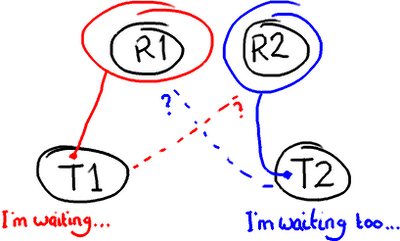 R1 R2
? ?
T1 T2
I'm waiting... I'm waiting too...